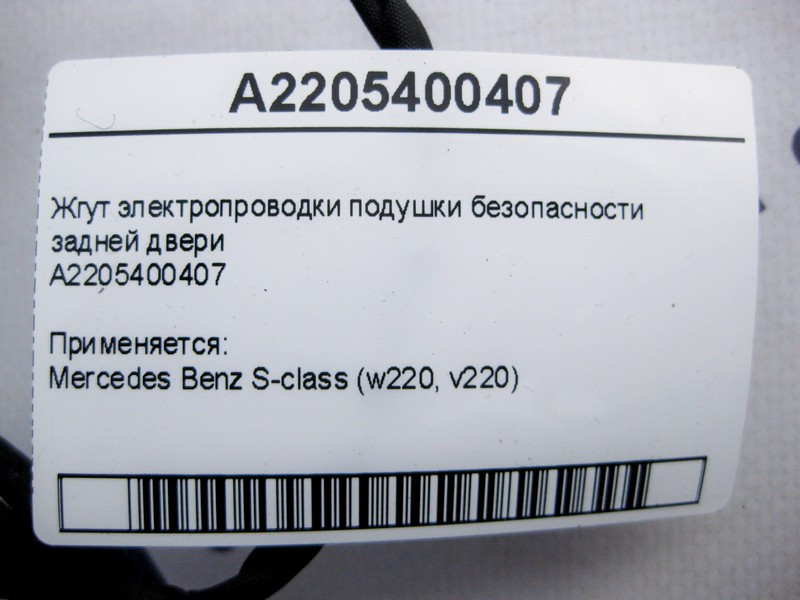 A2205400407
Жгут электропроводки подушки безопасности
задней двери
A2205400407
Применяется:
Mercedes Benz S-class (w220, v220)